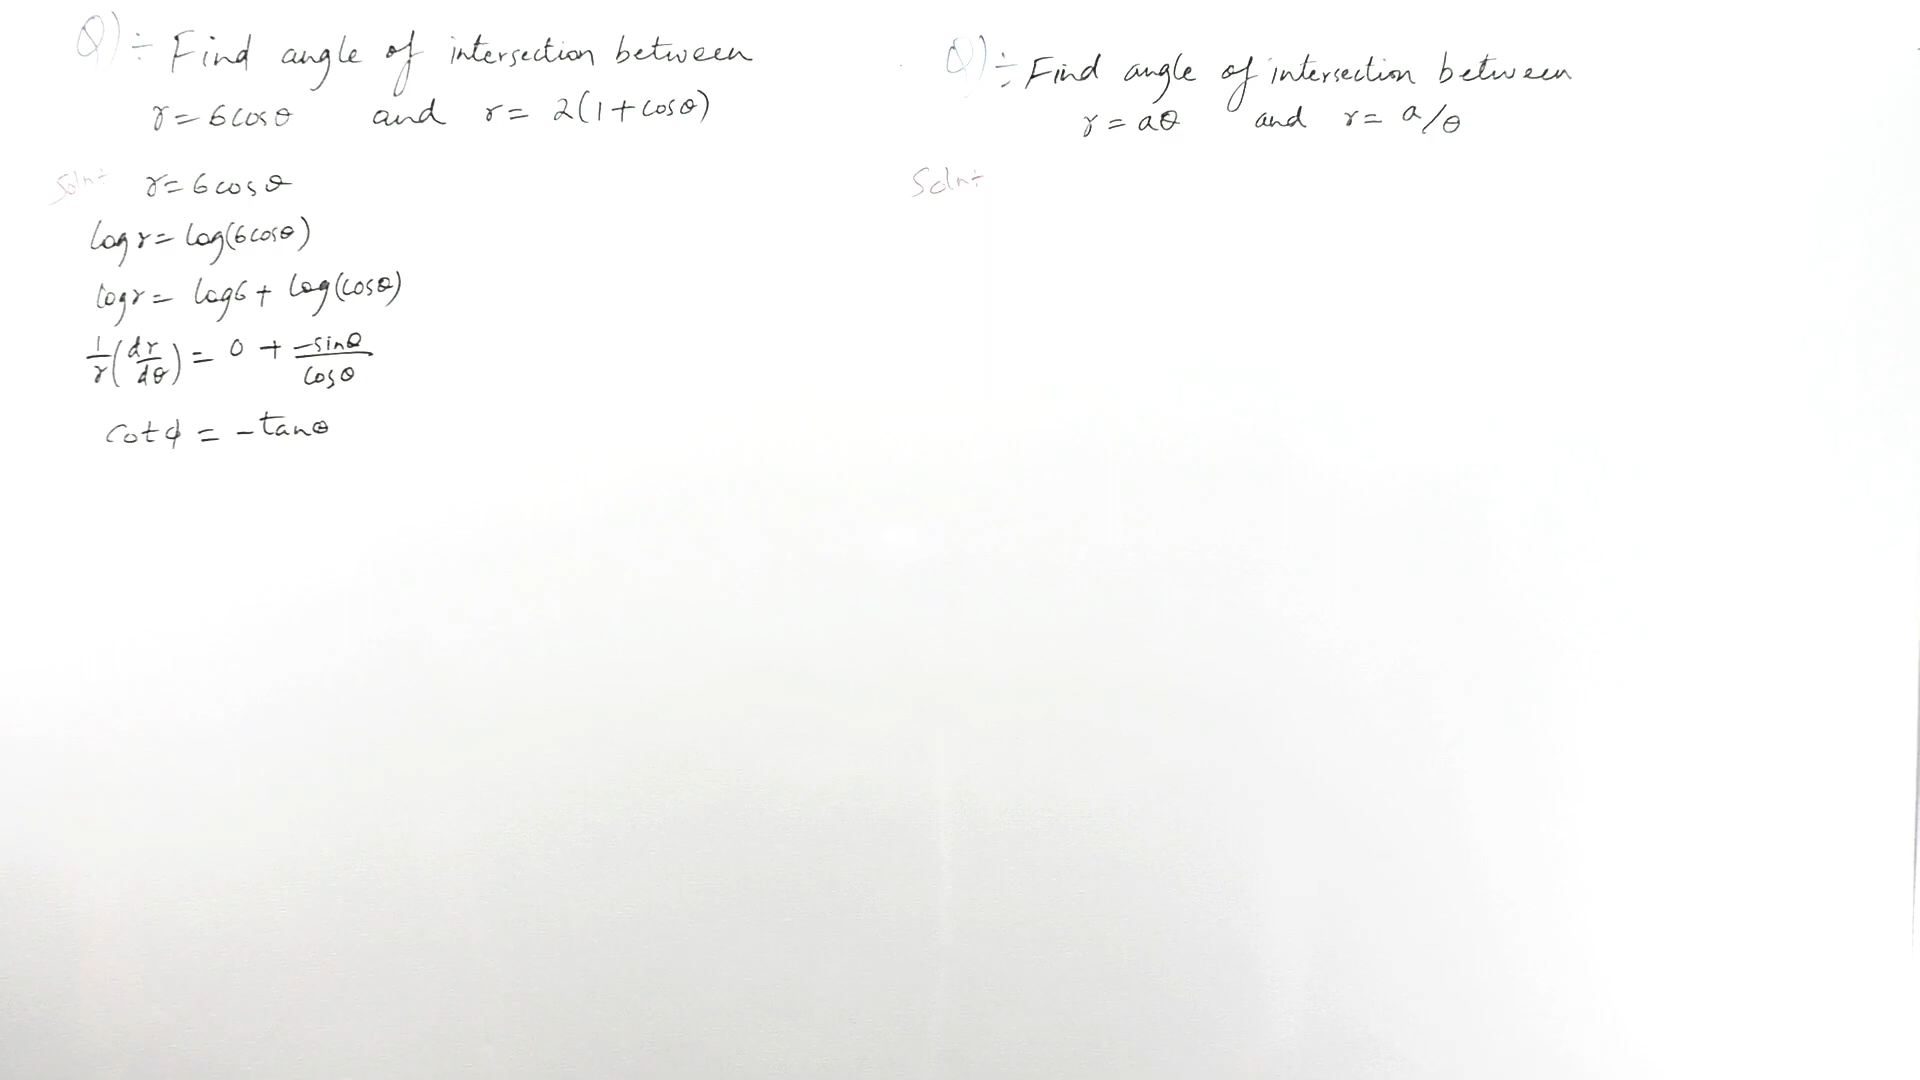 Q) ÷ Find angle of intersection between
r = 6cosθ and r = 2(1+cosθ)
Soln÷ r = 6cosθ
log r = log(6cosθ)
log r = log6 + log(cosθ)
1/r (dr/dθ) = 0 + -sinθ/cosθ
cotϕ = -tanθ
Q) ÷ Find angle of intersection between
r = aθ and r = a/θ
Soln÷